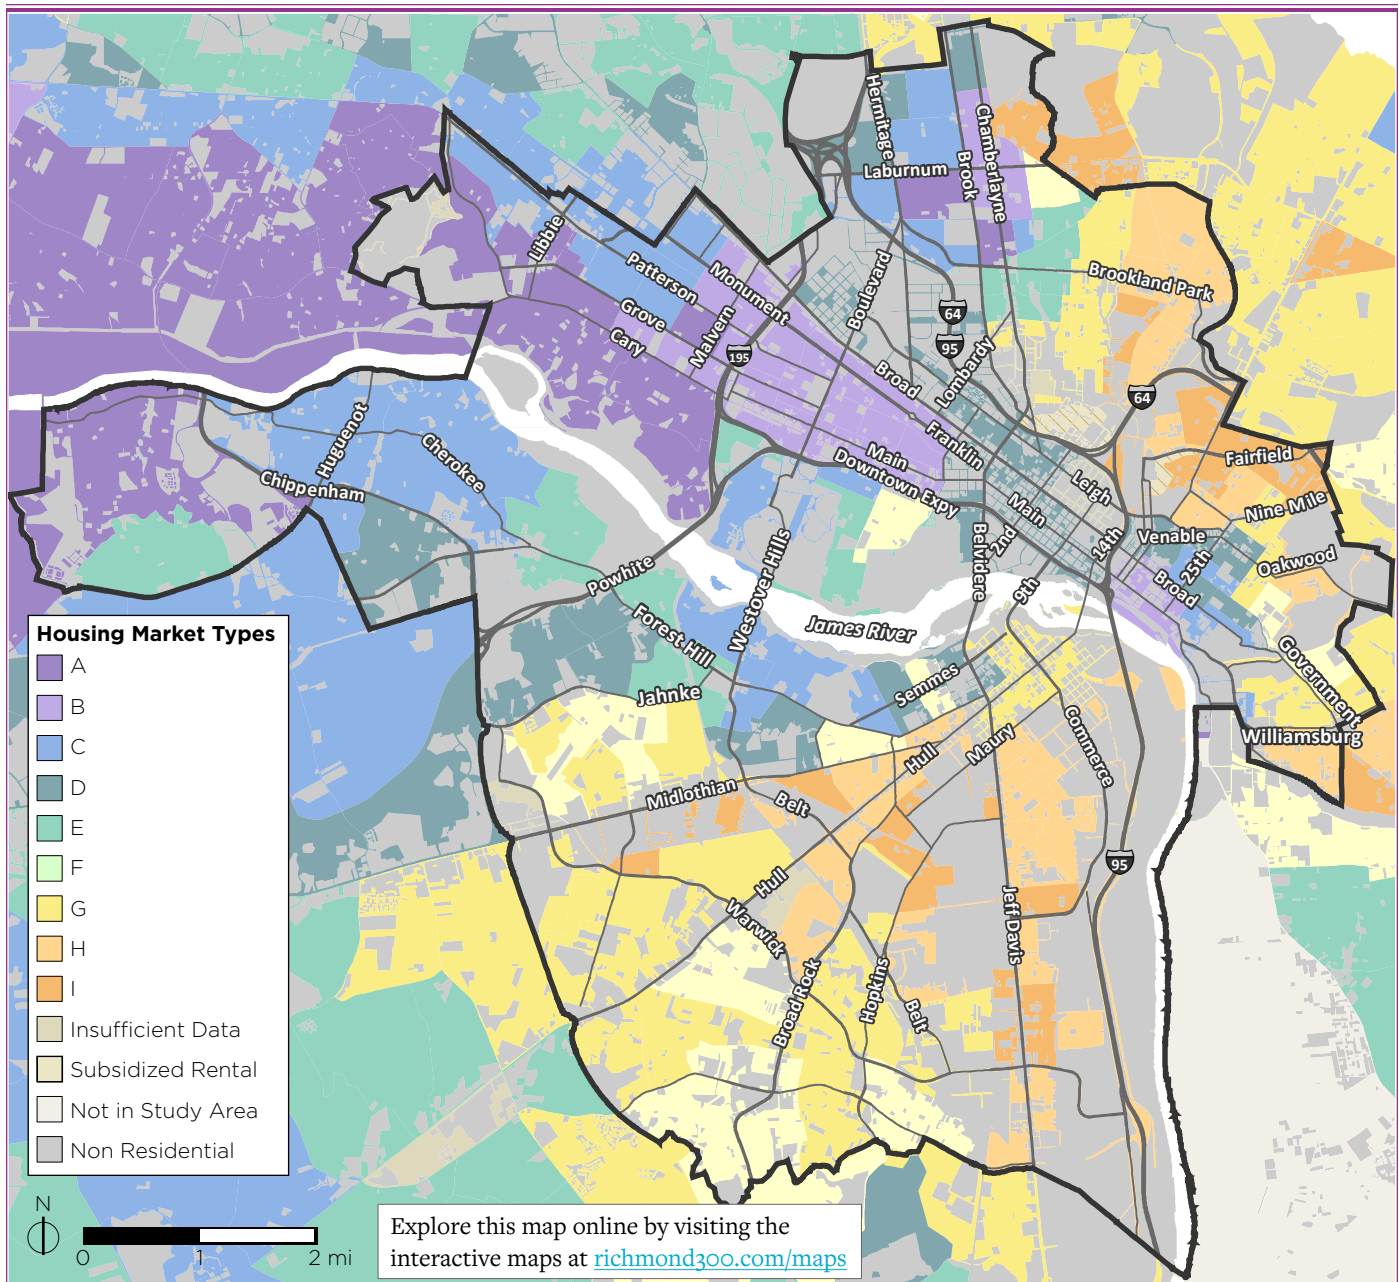 Hermitage
Chamberlayne
Laburnum
Brook
Libbie
Patterson
Monument
Boulevard
Brookland Park
Grove
Malvern
64
Cary
195
95
Lombardy
Broad
64
Huguenot
Cherokee
Franklin
Main
Fairfield
Chippenham
Downtown Expy
Leigh
Nine Mile
Main
Belvidere
2nd
14th
Venable
25th
Oakwood
Powhite
Westover Hills
9th
Broad
James River
Forest Hill
Government
Jahnke
Semmes
Commerce
Williamsburg
Hull
Maury
Midlothian
Belt
95
Hull
Warwick
Jeff Davis
Broad Rock
Hopkins
Belt
Housing Market Types
A
B
C
D
E
F
G
H
I
Insufficient Data
Subsidized Rental
Not in Study Area
Non Residential
N
0 1 2 mi
Explore this map online by visiting the
interactive maps at richmond300.com/maps